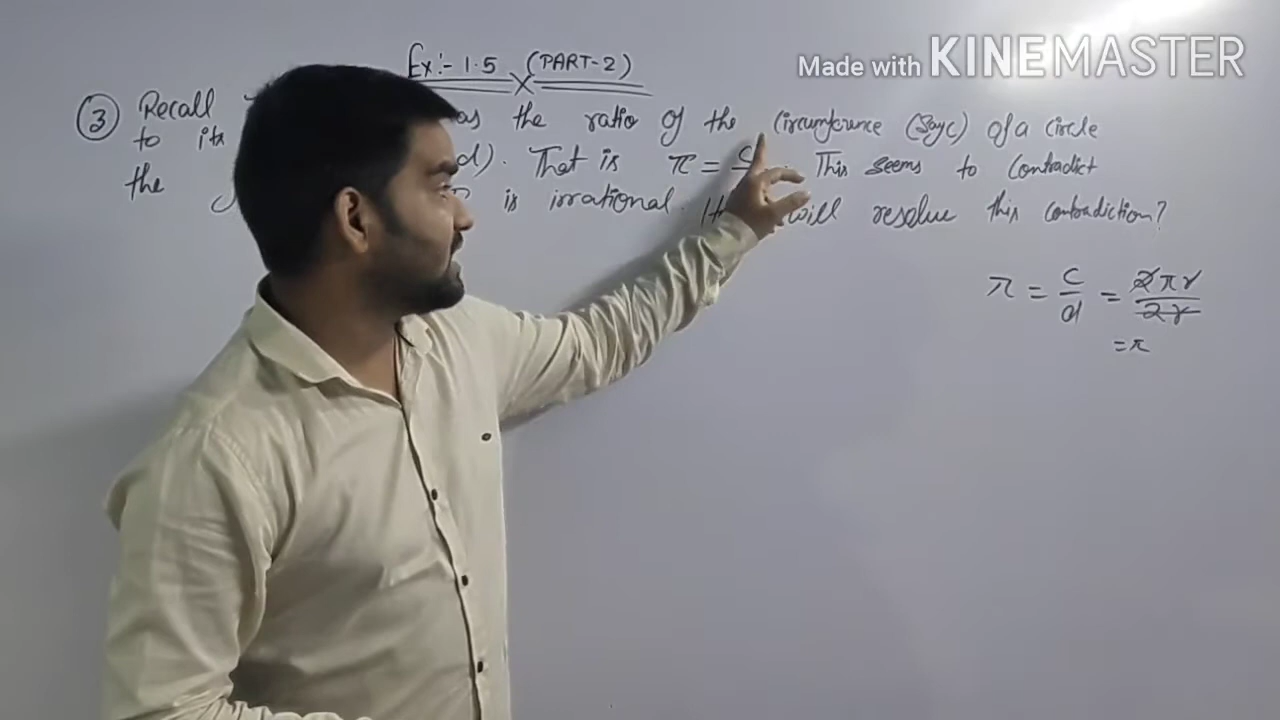 Made with KINEMASTER
Ex:- 1.5 (PART-2)
③ Recall as the ratio of the Circumference (Say c) of a circle
to its d). That is π = c This seems to Contradict
the is irrational. will resolve this contradiction?
π = c/d = 2πr/2r
= π